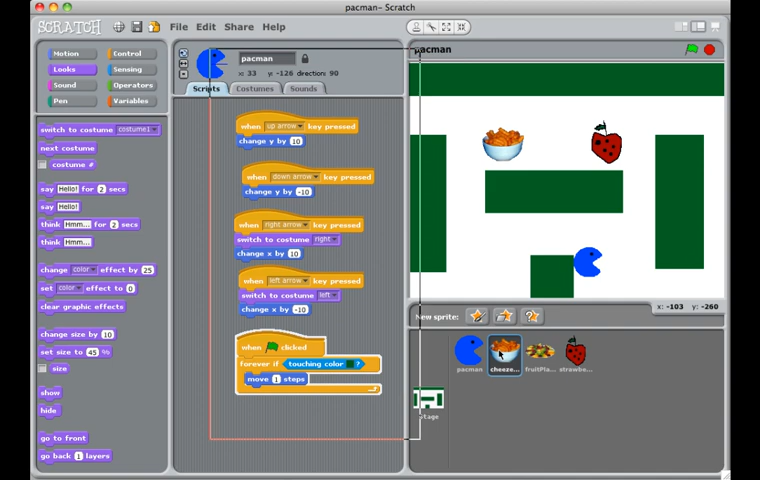 pacman- Scratch
SCRATCH
File Edit Share Help
Motion
Control
Looks
Sensing
Sound
Operators
Pen
Variables
switch to costume costume1
next costume
costume #
say Hello! for 2 secs
say Hello!
think Hmm... for 2 secs
think Hmm...
change color effect by 25
set color effect to 0
clear graphic effects
change size by 10
set size to 45 %
size
show
hide
go to front
go back 1 layers
pacman
x: 33 y: -126 direction: 90
Scripts Costumes Sounds
when up arrow key pressed
change y by 10
when down arrow key pressed
change y by -10
when right arrow key pressed
switch to costume right
change x by 10
when left arrow key pressed
switch to costume left
change x by -10
when clicked
forever if touching color ?
move 1 steps
pacman
x: -103 y: -260
New sprite:
pacman
cheeze...
fruitPla...
strawbe...
Stage